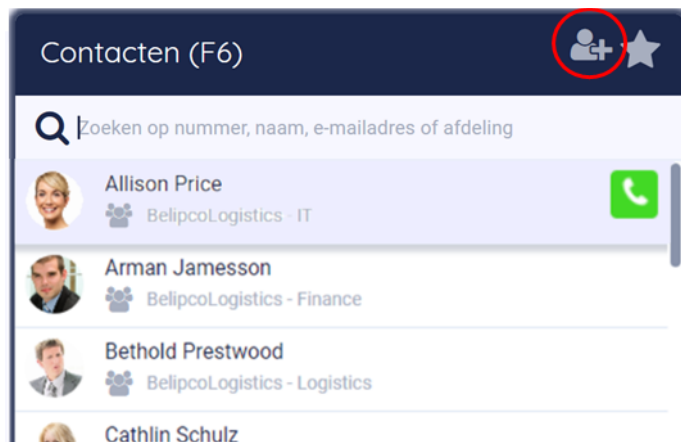 Contacten (F6)
Zoeken op nummer, naam, e-mailadres of afdeling
Allison Price
BelipcoLogistics - IT
Arman Jamesson
BelipcoLogistics - Finance
Bethold Prestwood
BelipcoLogistics - Logistics
Cathlin Schulz